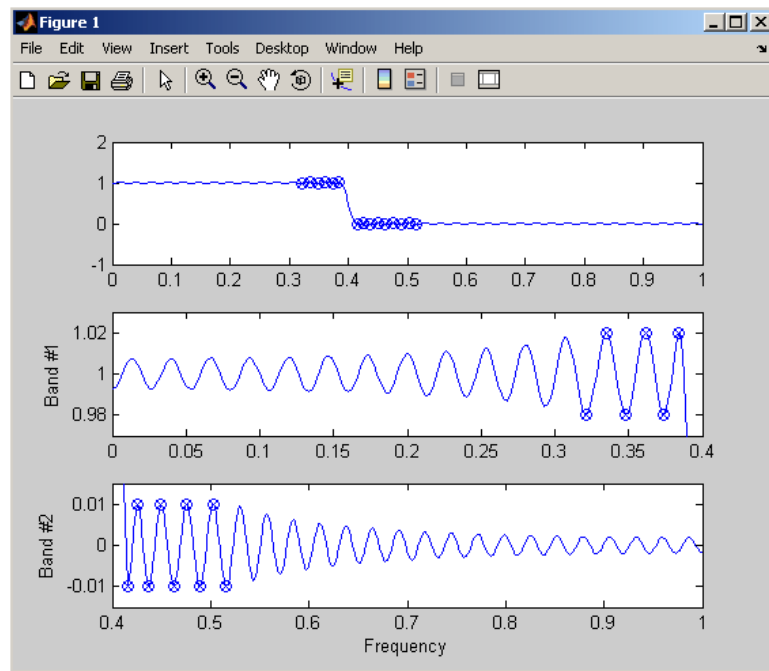 Figure 1
File Edit View Insert Tools Desktop Window Help
2
1
0
-1
0 0.1 0.2 0.3 0.4 0.5 0.6 0.7 0.8 0.9 1
Band #1
1.02
1
0.98
0 0.05 0.1 0.15 0.2 0.25 0.3 0.35 0.4
Band #2
0.01
0
-0.01
0.4 0.5 0.6 0.7 0.8 0.9 1
Frequency